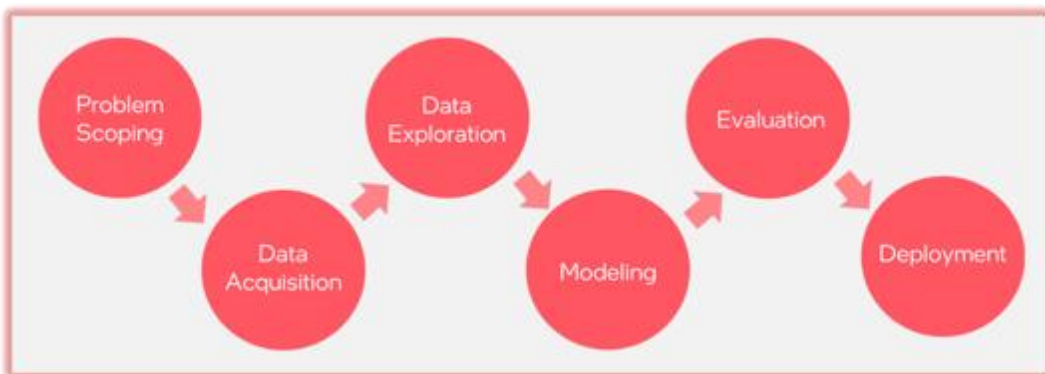 Problem
Scoping
Data
Acquisition
Data
Exploration
Modeling
Evaluation
Deployment